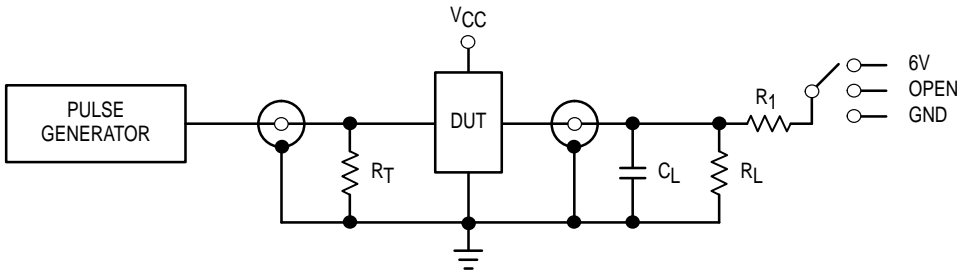 VCC
PULSE
GENERATOR
RT
DUT
CL
RL
R1
6V
OPEN
GND